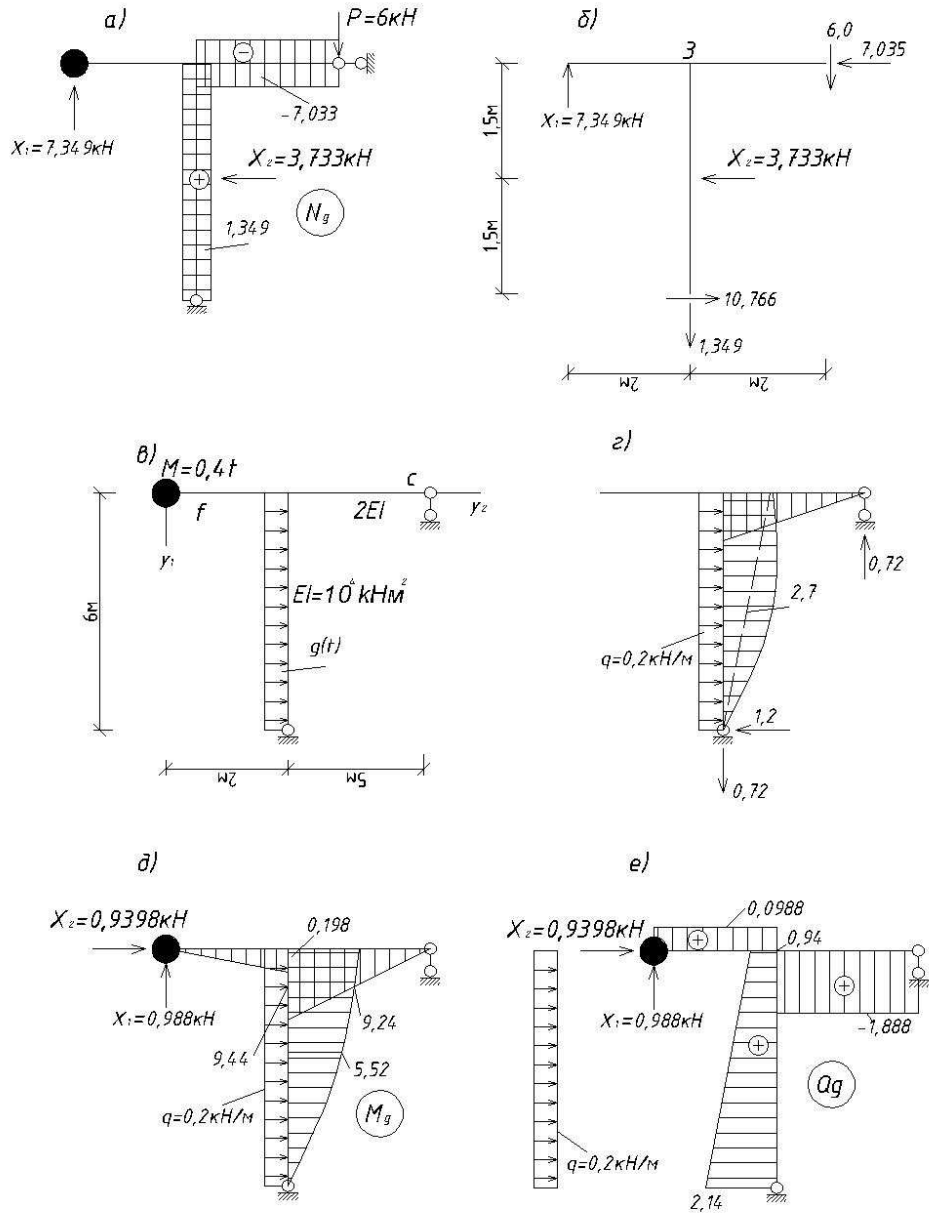 а)
P=6кН
−
-7,033
X₁=7,349кН
X₂=3,733кН
+
N g
1,349
б)
6,0
3
7,035
1,5м
X₁=7,349кН
X₂=3,733кН
1,5м
10,766
1,349
2м
2м
в)
M=0,4t
f
c
2EI
y₂
y₁
EI=10⁴кНм²
6м
g(t)
2м
5м
г)
0,72
2,7
q=0,2кН/м
1,2
0,72
д)
X₂=0,9398кН
0,198
X₁=0,988кН
9,24
9,44
5,52
q=0,2кН/м
M g
е)
0,0988
X₂=0,9398кН
+
0,94
X₁=0,988кН
+
-1,888
+
Qg
q=0,2кН/м
2,14